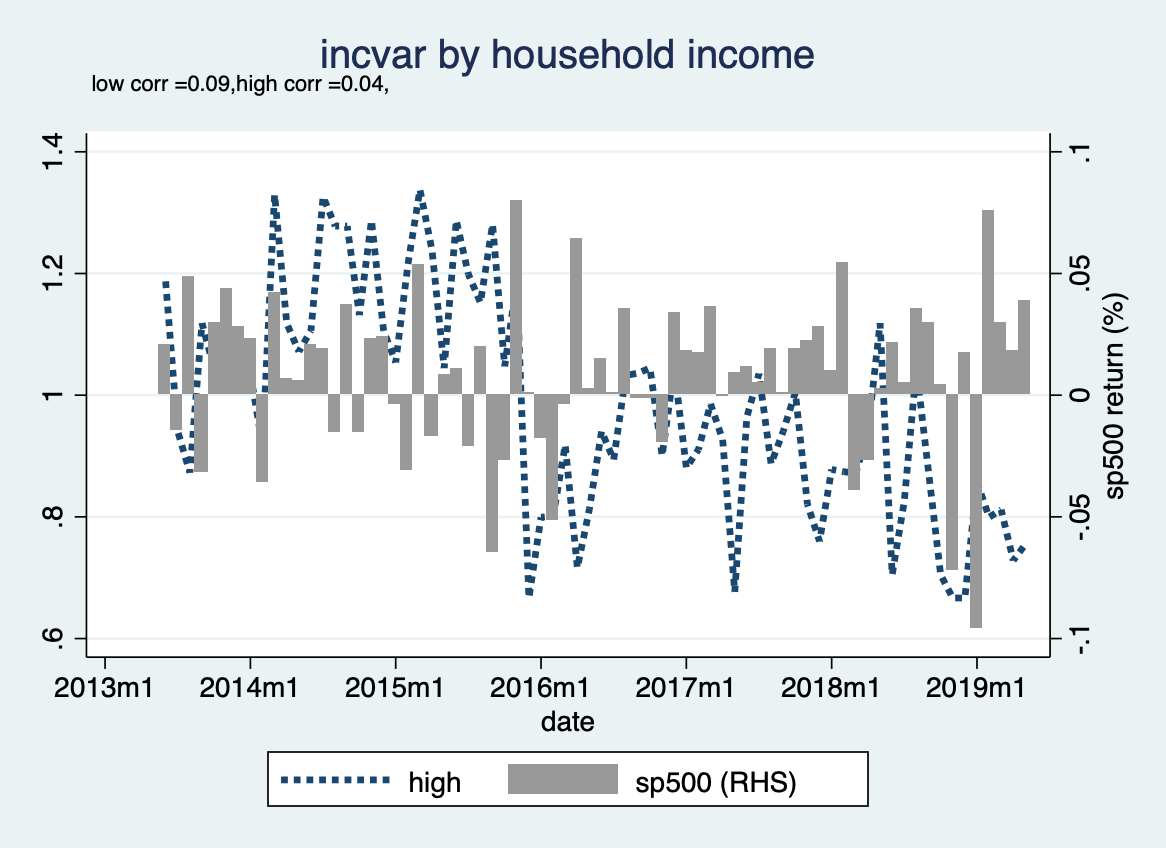 incvar by household income
low corr =0.09,high corr =0.04,
1.4
1.2
1
.8
.6
.1
.05
0
-.05
-.1
sp500 return (%)
2013m1 2014m1 2015m1 2016m1 2017m1 2018m1 2019m1
date
high sp500 (RHS)